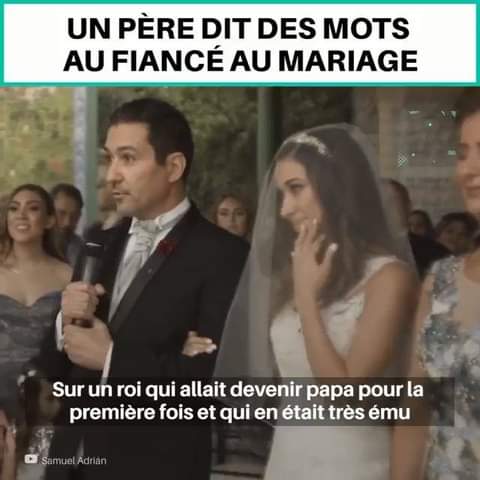 UN PÈRE DIT DES MOTS
AU FIANCÉ AU MARIAGE
Sur un roi qui allait devenir papa pour la
première fois et qui en était très ému
Samuel Adrián